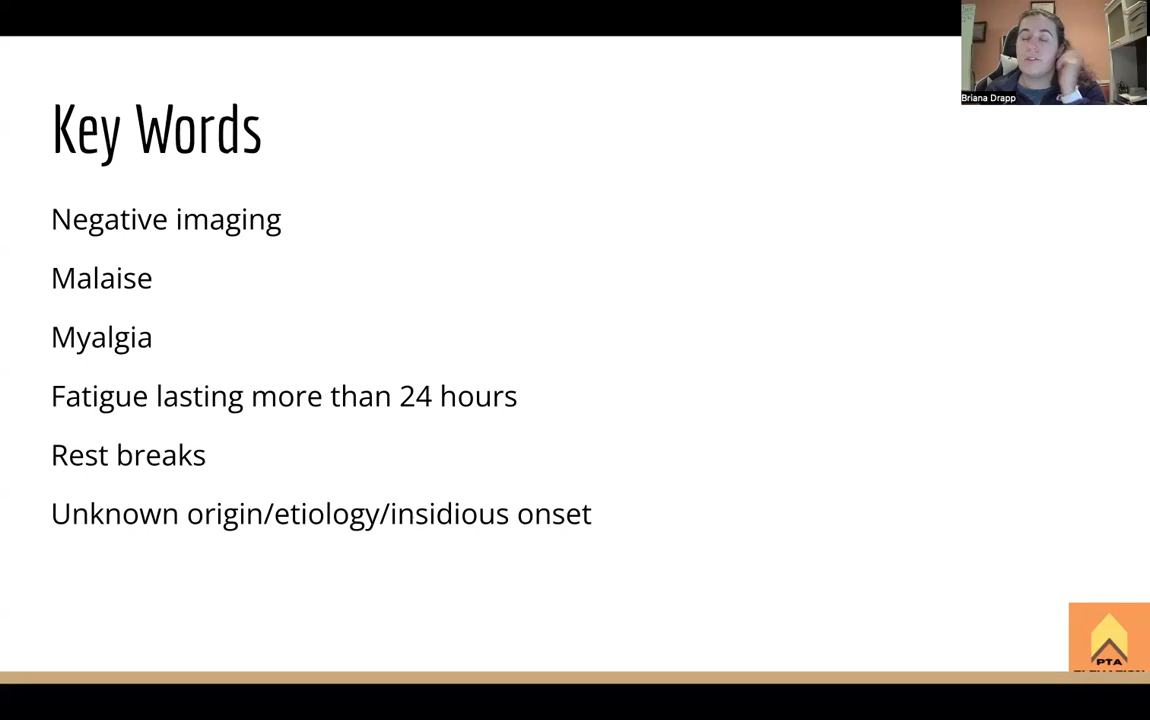 Briana Drapp
Key Words
Negative imaging
Malaise
Myalgia
Fatigue lasting more than 24 hours
Rest breaks
Unknown origin/etiology/insidious onset
PTA